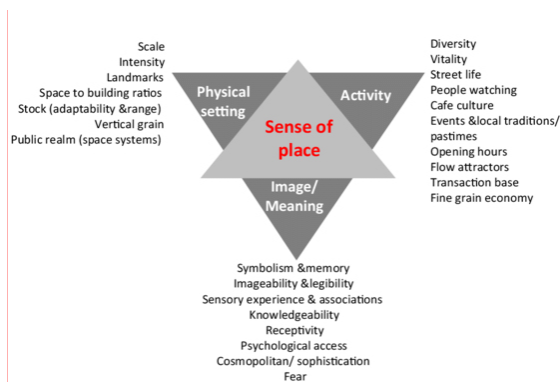 Scale
Intensity
Landmarks
Space to building ratios
Stock (adaptability &range)
Vertical grain
Public realm (space systems)
Physical
setting
Activity
Sense of
place
Image/
Meaning
Diversity
Vitality
Street life
People watching
Cafe culture
Events &local traditions/
pastimes
Opening hours
Flow attractors
Transaction base
Fine grain economy
Symbolism &memory
Imageability &legibility
Sensory experience & associations
Knowledgeability
Receptivity
Psychological access
Cosmopolitan/ sophistication
Fear